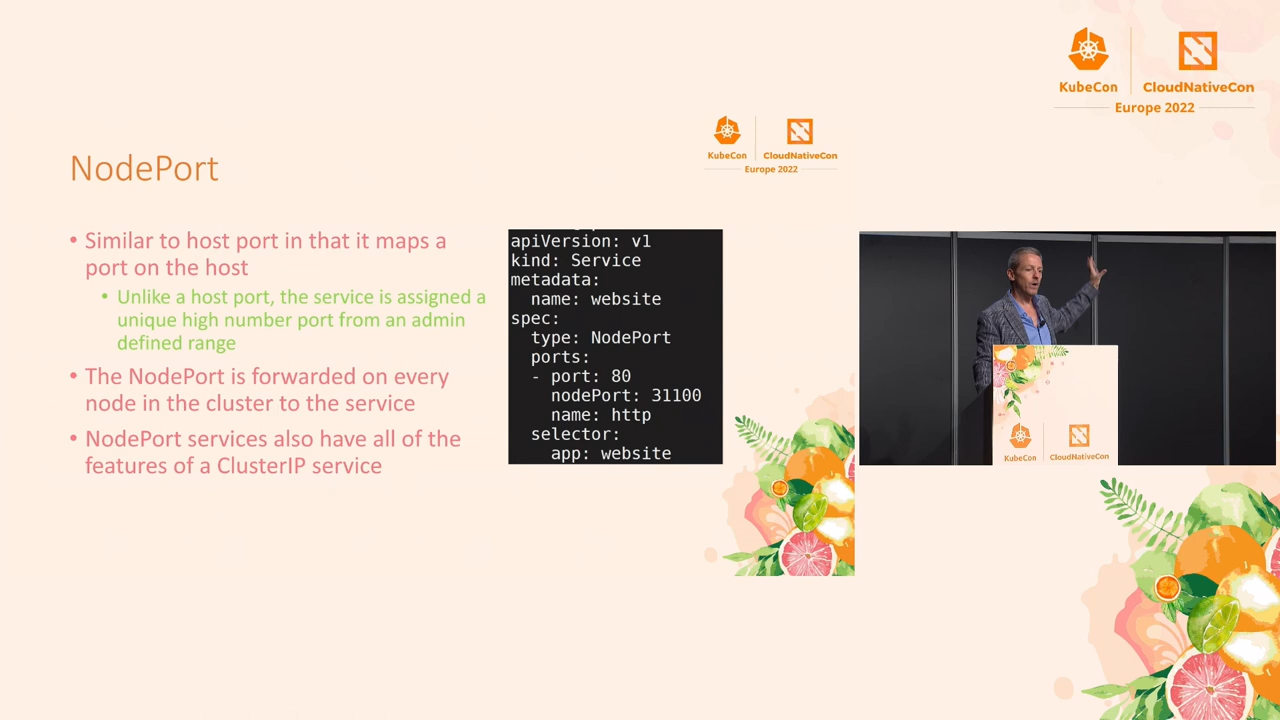 KubeCon
CloudNativeCon
Europe 2022
KubeCon
CloudNativeCon
Europe 2022
NodePort
• Similar to host port in that it maps a
port on the host
• Unlike a host port, the service is assigned a
unique high number port from an admin
defined range
• The NodePort is forwarded on every
node in the cluster to the service
• NodePort services also have all of the
features of a ClusterIP service
apiVersion: v1
kind: Service
metadata:
  name: website
spec:
  type: NodePort
  ports:
  - port: 80
    nodePort: 31100
    name: http
  selector:
    app: website
KubeCon
CloudNativeCon